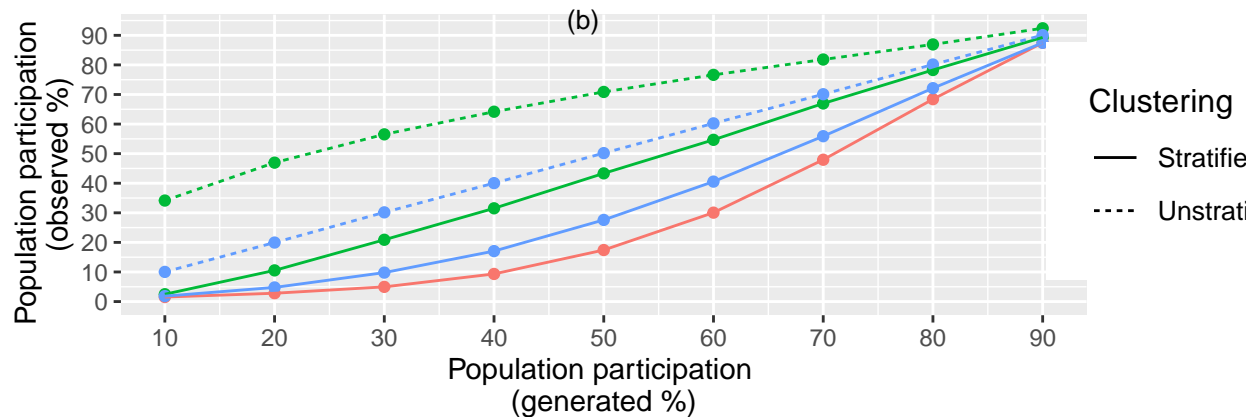 (b)
Population participation
(observed %)
90
80
70
60
50
40
30
20
10
0
10 20 30 40 50 60 70 80 90
Population participation
(generated %)
Clustering
Stratifie
Unstrati